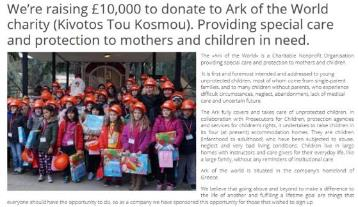 We're raising £10,000 to donate to Ark of the World
charity (Kivotos Tou Kosmou). Providing special care
and protection to mothers and children in need.
The «Ark of the World» is a Charitable Nonprofit Organisation
providing special care and protection to mothers and children.
It is first and foremost intended and addressed to young
unprotected children, most of whom come from single-parent
families, and to many children without parents, who experience
difficult circumstances, neglect, abandonment, lack of medical
care and uncertain future
The Ark fully covers and takes care of unprotected children. In
collaboration with Prosecutors for Children, protection agencies
and services for children's rights, it undertakes to take children in
its four (at present) accommodation homes. They are children
(infanthood to adulthood) who have been subjected to abuse,
neglect and very bad living conditions. Children live in large
homes with instructors and care givers for their everyday life, like
a large family, without any reminders of institutional care
Ark of the world is situated in the company's homeland of
Greece.
We believe that going above and beyond to make a difference to
the life of another and fulfilling a lifetime goal are things that
everyone should have the opportunity to do, so as a company we have sponsored this opportunity for those that wished to sign up